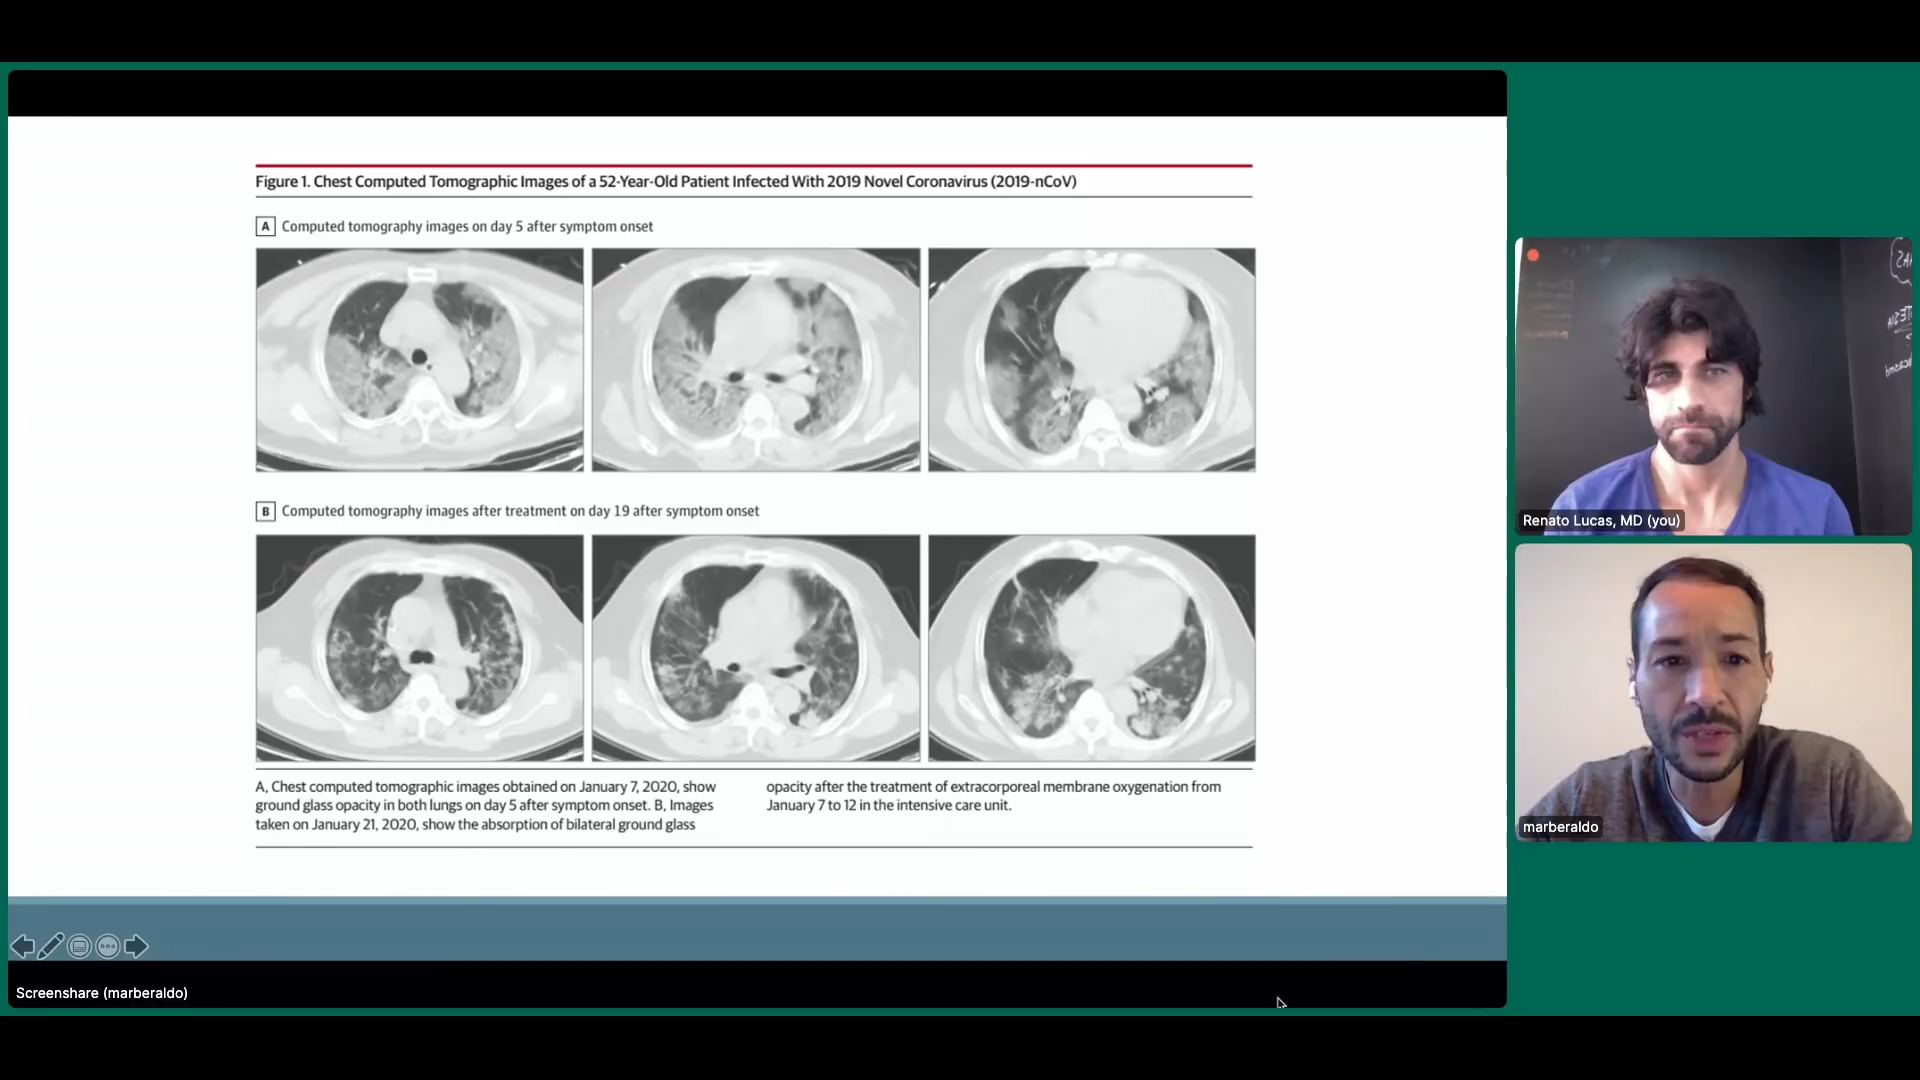 Figure 1. Chest Computed Tomographic Images of a 52-Year-Old Patient Infected With 2019 Novel Coronavirus (2019-nCoV)
A Computed tomography images on day 5 after symptom onset
B Computed tomography images after treatment on day 19 after symptom onset
A, Chest computed tomographic images obtained on January 7, 2020, show
ground glass opacity in both lungs on day 5 after symptom onset. B, Images
taken on January 21, 2020, show the absorption of bilateral ground glass
opacity after the treatment of extracorporeal membrane oxygenation from
January 7 to 12 in the intensive care unit.
Screenshare (marberaldo)
Renato Lucas, MD (you)
marberaldo